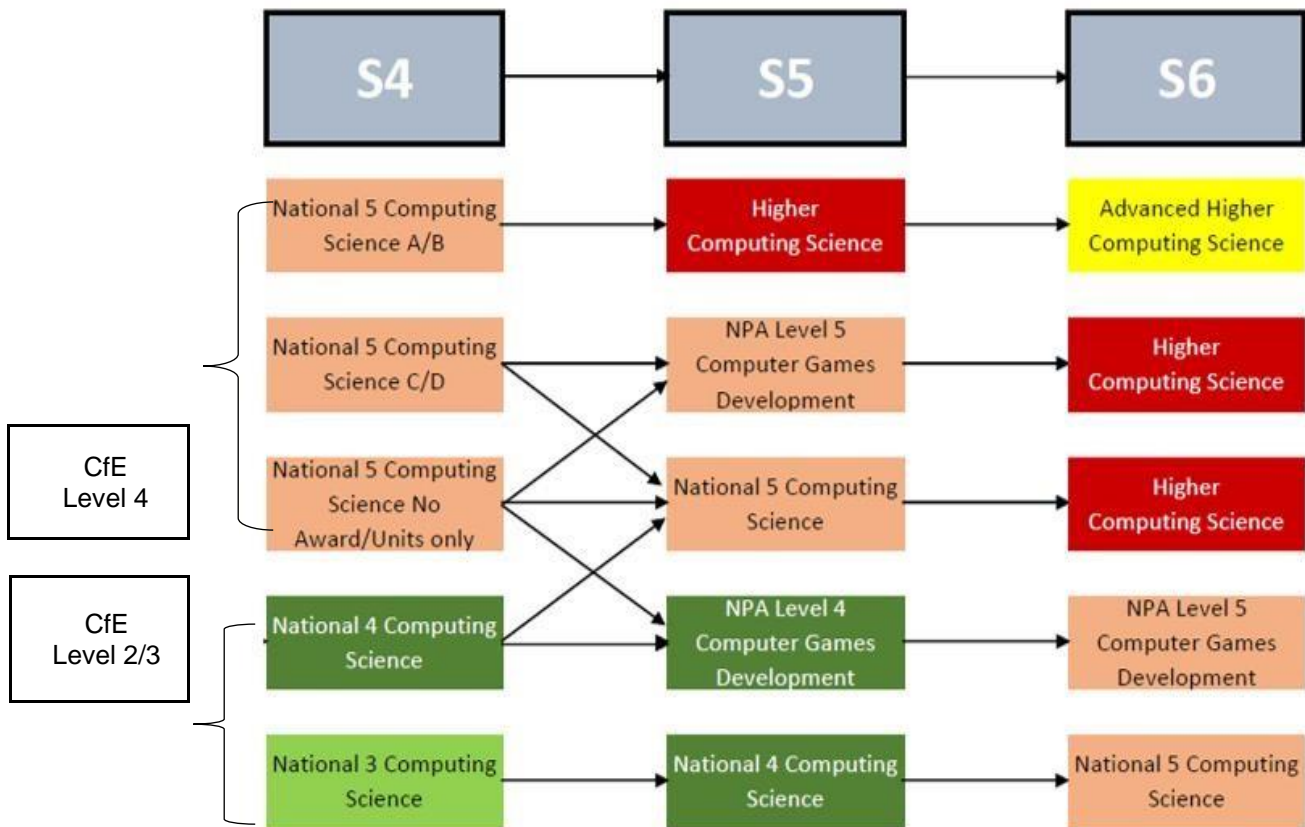 S4
S5
S6
National 5 Computing
Science A/B
Higher
Computing Science
Advanced Higher
Computing Science
National 5 Computing
Science C/D
NPA Level 5
Computer Games
Development
Higher
Computing Science
CfE
Level 4
National 5 Computing
Science No
Award/Units only
National 5 Computing
Science
Higher
Computing Science
CfE
Level 2/3
National 4 Computing
Science
NPA Level 4
Computer Games
Development
NPA Level 5
Computer Games
Development
National 3 Computing
Science
National 4 Computing
Science
National 5 Computing
Science